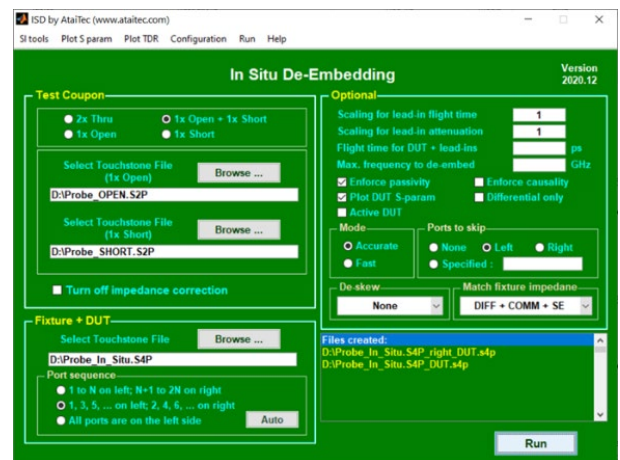 ISD by AtaiTec (www.ataitec.com)
SI tools Plot S param Plot TDR Configuration Run Help
In Situ De-Embedding
Version
2020.12
Test Coupon
2x Thru
1x Open + 1x Short
1x Open
1x Short
Select Touchstone File
(1x Open)
Browse ...
D:\Probe_OPEN.S2P
Select Touchstone File
(1x Short)
Browse ...
D:\Probe_SHORT.S2P
Turn off impedance correction
Fixture + DUT
Select Touchstone File
Browse ...
D:\Probe_In_Situ.S4P
Port sequence
1 to N on left; N+1 to 2N on right
1, 3, 5, ... on left; 2, 4, 6, ... on right
All ports are on the left side
Auto
Optional
Scaling for lead-in flight time 1
Scaling for lead-in attenuation 1
Flight time for DUT + lead-ins ps
Max. frequency to de-embed GHz
Enforce passivity
Enforce causality
Plot DUT S-param
Differential only
Active DUT
Mode
Accurate
Fast
Ports to skip
None
Left
Right
Specified :
De-skew
None
Match fixture impedane
DIFF + COMM + SE
Files created:
D:\Probe_In_Situ.S4P_right_DUT.s4p
D:\Probe_In_Situ.S4P_DUT.s4p
Run